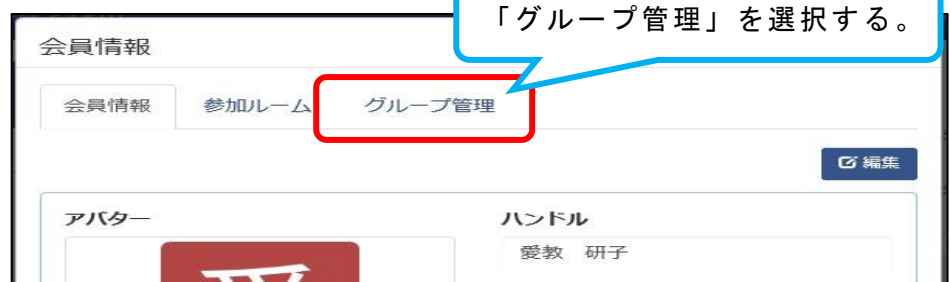 「グループ管理」を選択する。
会員情報
会員情報 参加ルーム グループ管理
編集
アバター ハンドル
愛教 研子